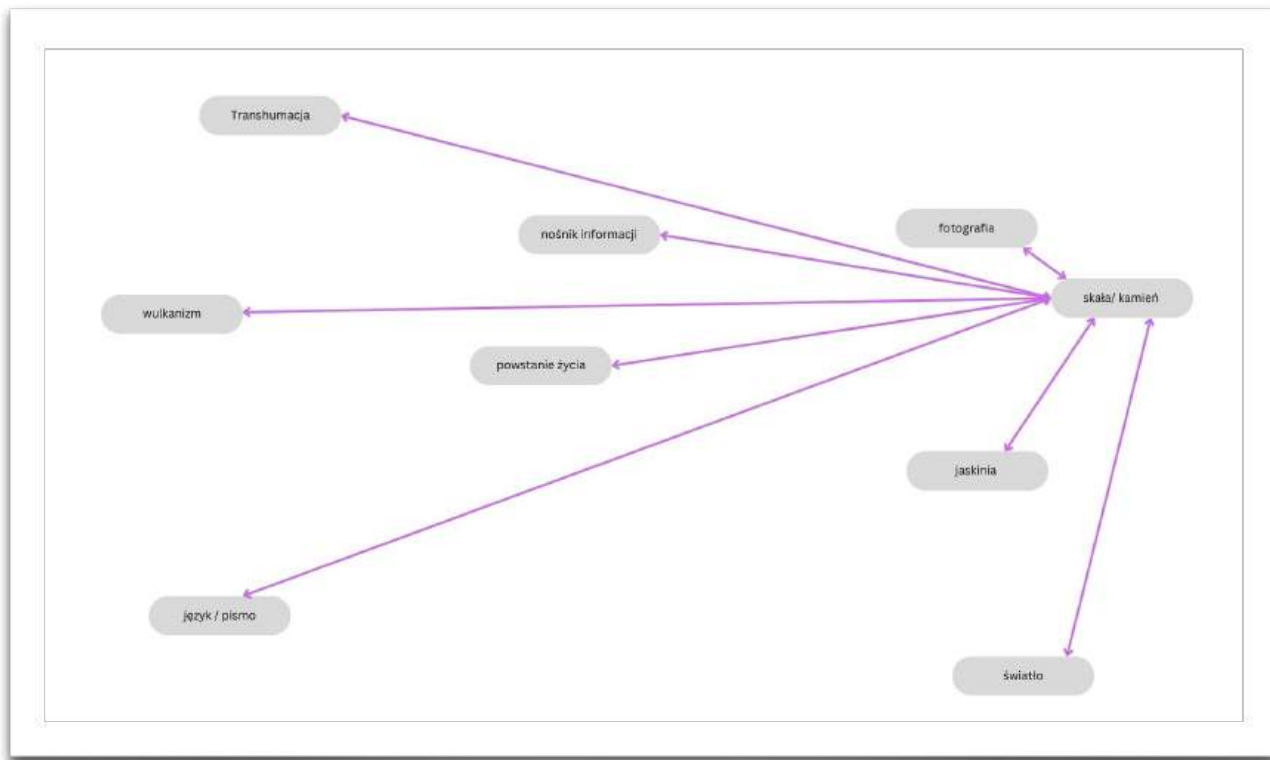 Transhumacja
fotografia
nośnik informacji
skała/ kamień
wulkanizm
powstanie życia
jaskinia
język / pismo
światło